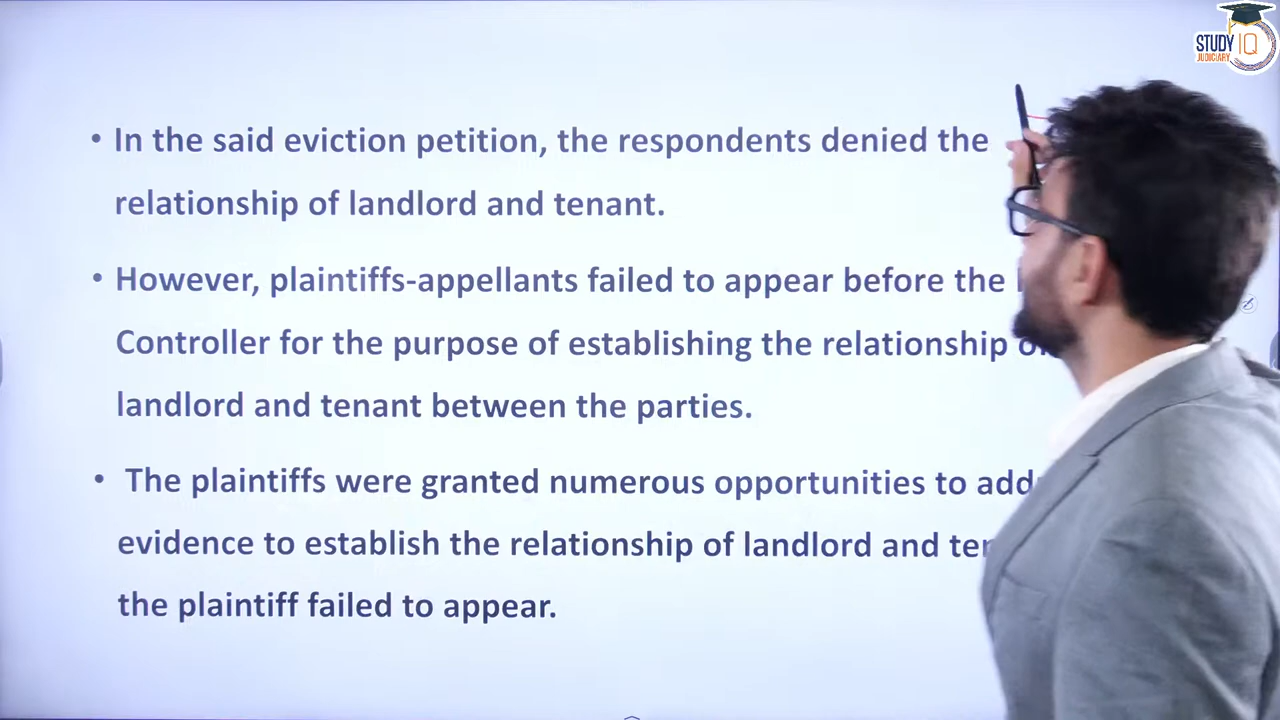 STUDY IQ
JUDICIARY
• In the said eviction petition, the respondents denied the
relationship of landlord and tenant.
• However, plaintiffs-appellants failed to appear before the
Controller for the purpose of establishing the relationship
landlord and tenant between the parties.
• The plaintiffs were granted numerous opportunities to
evidence to establish the relationship of landlord and
the plaintiff failed to appear.